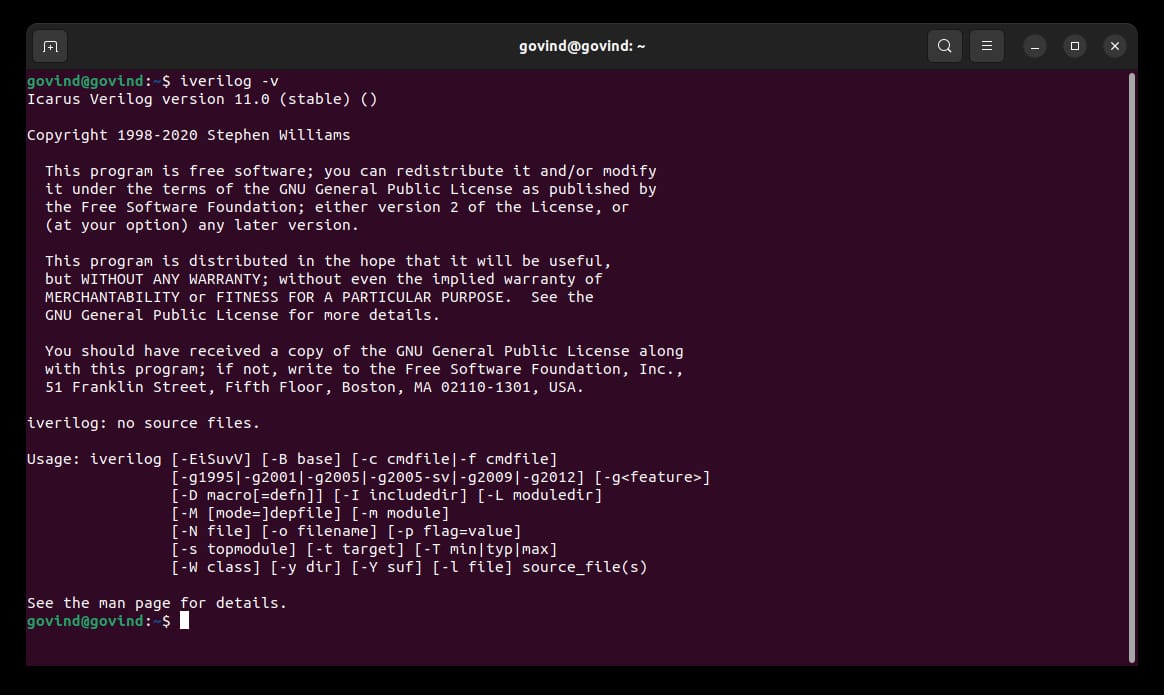 govind@govind: ~
govind@govind:~$ iverilog -v
Icarus Verilog version 11.0 (stable) ()
Copyright 1998-2020 Stephen Williams
This program is free software; you can redistribute it and/or modify
it under the terms of the GNU General Public License as published by
the Free Software Foundation; either version 2 of the License, or
(at your option) any later version.
This program is distributed in the hope that it will be useful,
but WITHOUT ANY WARRANTY; without even the implied warranty of
MERCHANTABILITY or FITNESS FOR A PARTICULAR PURPOSE.  See the
GNU General Public License for more details.
You should have received a copy of the GNU General Public License along
with this program; if not, write to the Free Software Foundation, Inc.,
51 Franklin Street, Fifth Floor, Boston, MA 02110-1301, USA.
iverilog: no source files.
Usage: iverilog [-EiSuvV] [-B base] [-c cmdfile|-f cmdfile]
[-g1995|-g2001|-g2005|-g2005-sv|-g2009|-g2012] [-g<feature>]
[-D macro[=defn]] [-I includedir] [-L moduledir]
[-M [mode=]depfile] [-m module]
[-N file] [-o filename] [-p flag=value]
[-s topmodule] [-t target] [-T min|typ|max]
[-W class] [-y dir] [-Y suf] [-l file] source_file(s)
See the man page for details.
govind@govind:~$